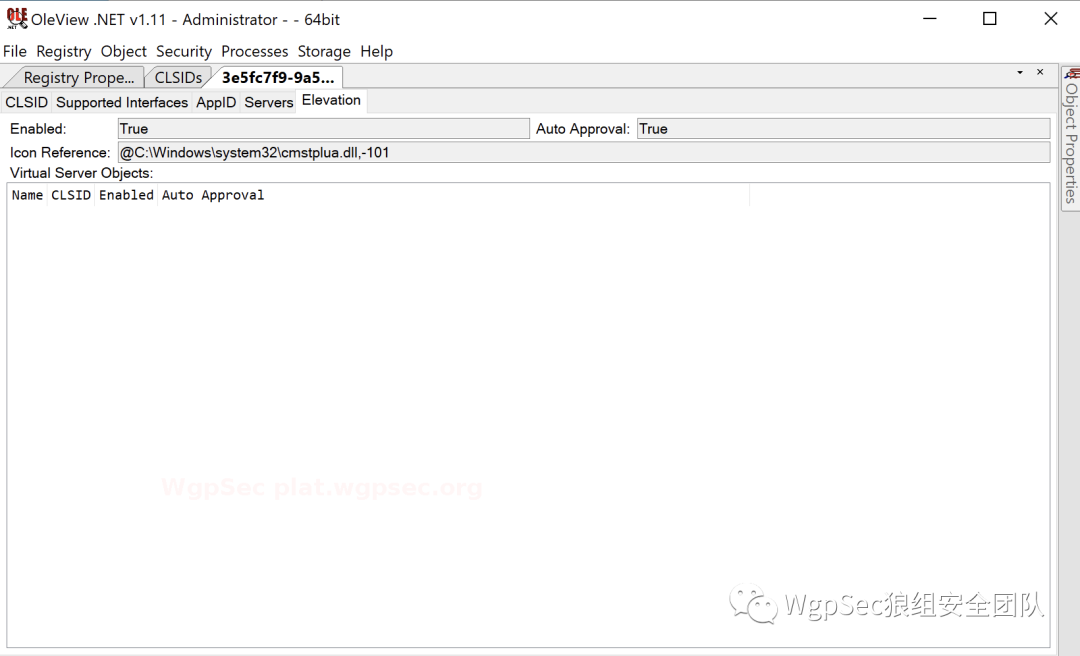 OLE .NET OleView .NET v1.11 - Administrator - - 64bit
File Registry Object Security Processes Storage Help
Registry Prope... CLSIDs 3e5fc7f9-9a5...
CLSID Supported Interfaces AppID Servers Elevation
Enabled: True Auto Approval: True
Icon Reference: @C:\Windows\system32\cmstplua.dll,-101
Virtual Server Objects:
Name CLSID Enabled Auto Approval
Object Properties
WgpSec plat.wgpsec.org
WgpSec狼组安全团队